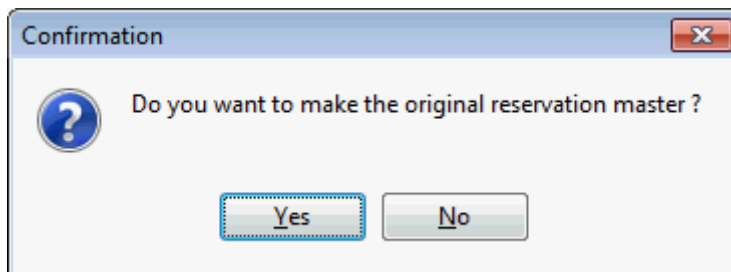 Confirmation
Do you want to make the original reservation master ?
Yes
No